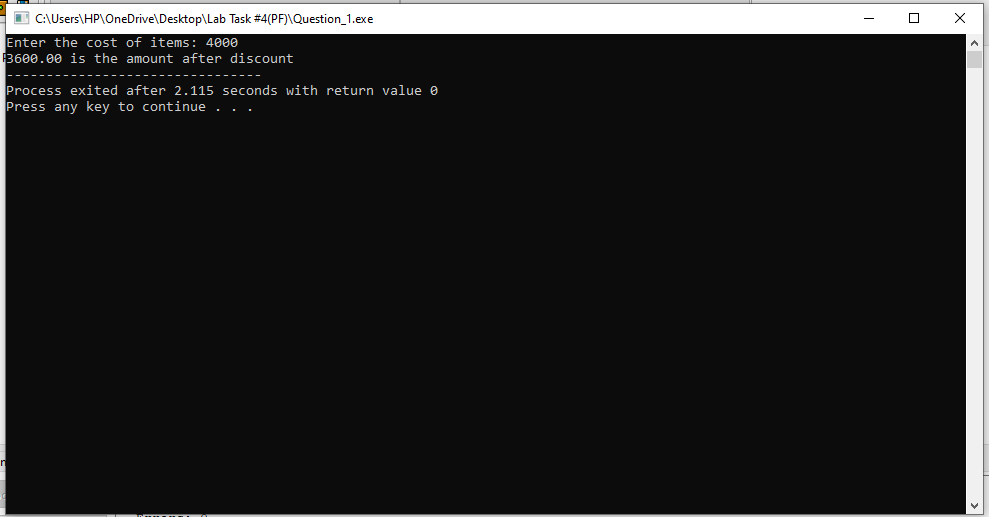 C:\Users\HP\OneDrive\Desktop\Lab Task #4(PF)\Question_1.exe
Enter the cost of items: 4000
3600.00 is the amount after discount
--------------------------------
Process exited after 2.115 seconds with return value 0
Press any key to continue . . .